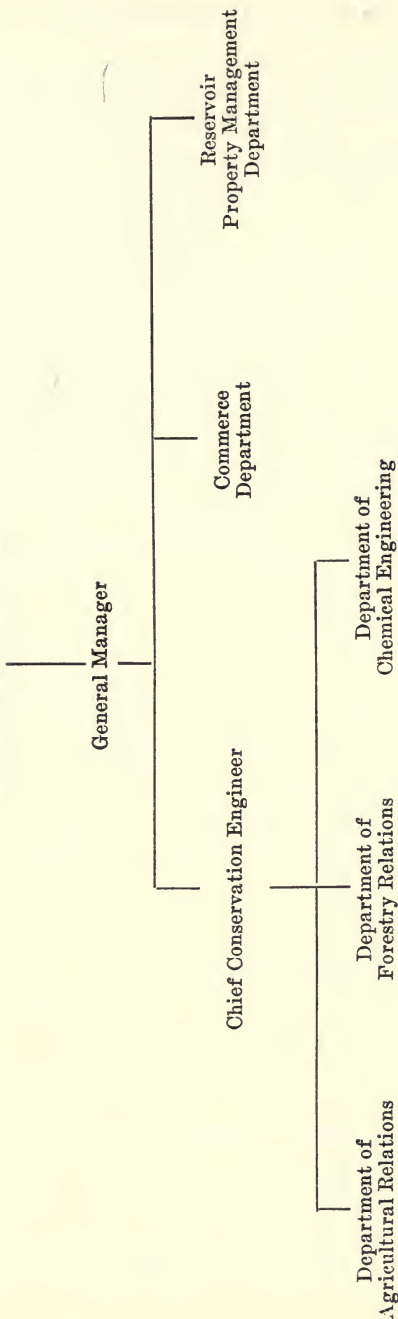 General Manager
Chief Conservation Engineer
Commerce
Department
Reservoir
Property Management
Department
Department of
Agricultural Relations
Department of
Forestry Relations
Department of
Chemical Engineering